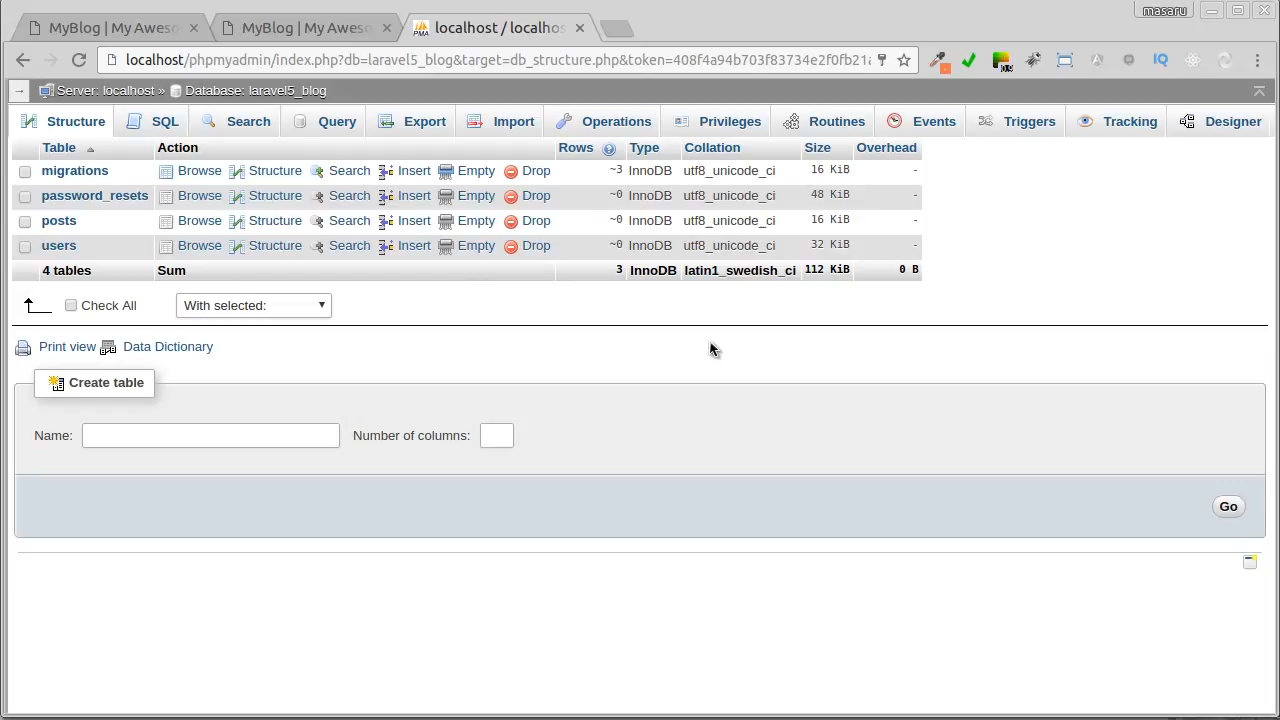 masaru
MyBlog | My Aweso
MyBlog | My Aweso
localhost / localhos
localhost/phpmyadmin/index.php?db=laravel5_blog&target=db_structure.php&token=408f4a94b703f83734e2f0fb21a
Server: localhost » Database: laravel5_blog
Structure SQL Search Query Export Import Operations Privileges Routines Events Triggers Tracking Designer
Table Action Rows Type Collation Size Overhead
migrations Browse Structure Search Insert Empty Drop ~3 InnoDB utf8_unicode_ci 16 KiB -
password_resets Browse Structure Search Insert Empty Drop ~0 InnoDB utf8_unicode_ci 48 KiB -
posts Browse Structure Search Insert Empty Drop ~0 InnoDB utf8_unicode_ci 16 KiB -
users Browse Structure Search Insert Empty Drop ~0 InnoDB utf8_unicode_ci 32 KiB -
4 tables Sum 3 InnoDB latin1_swedish_ci 112 KiB 0 B
Check All With selected:
Print view Data Dictionary
Create table
Name: Number of columns:
Go